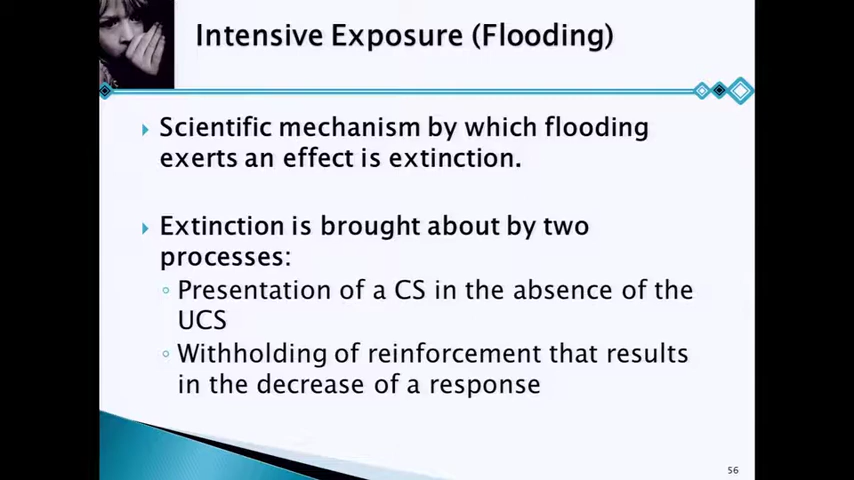 Intensive Exposure (Flooding)
Scientific mechanism by which flooding
exerts an effect is extinction.
Extinction is brought about by two
processes:
Presentation of a CS in the absence of the
UCS
Withholding of reinforcement that results
in the decrease of a response
56